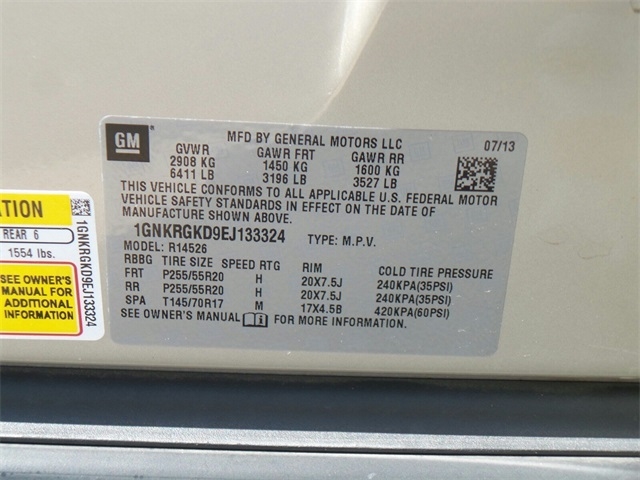 GM
MFD BY GENERAL MOTORS LLC
07/13
GVWR GAWR FRT GAWR RR
2908 KG 1450 KG 1600 KG
6411 LB 3196 LB 3527 LB
THIS VEHICLE CONFORMS TO ALL APPLICABLE U.S. FEDERAL MOTOR
VEHICLE SAFETY STANDARDS IN EFFECT ON THE DATE OF
MANUFACTURE SHOWN ABOVE.
1GNKRGKD9EJ133324 TYPE: M.P.V.
MODEL: R14526
RBBG TIRE SIZE SPEED RTG RIM COLD TIRE PRESSURE
FRT P255/55R20 H 20X7.5J 240KPA(35PSI)
RR P255/55R20 H 20X7.5J 240KPA(35PSI)
SPA T145/70R17 M 17X4.5B 420KPA(60PSI)
SEE OWNER'S MANUAL FOR MORE INFORMATION.
ATION
REAR 6
1554 lbs.
SEE OWNER'S
MANUAL FOR
ADDITIONAL
INFORMATION
1GNKRGKD9EJ133324